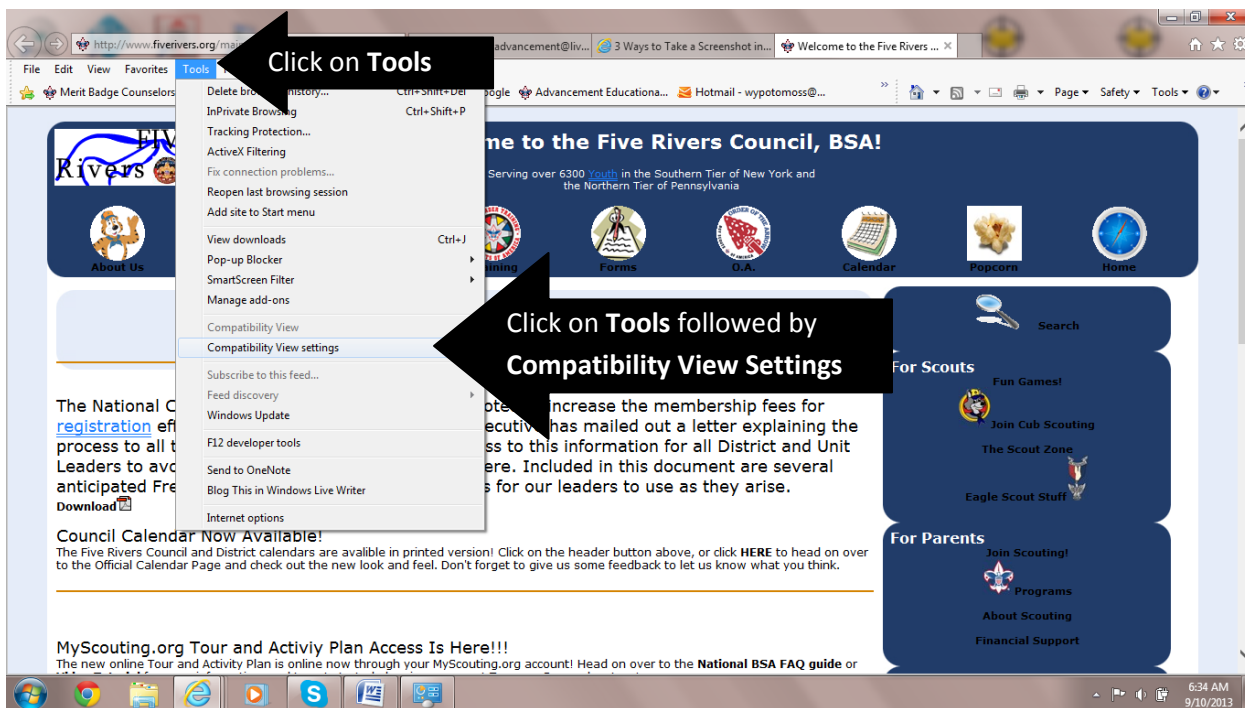 http://www.fiverivers.org/mai
advancement@liv...
3 Ways to Take a Screenshot in...
Welcome to the Five Rivers ...
Click on Tools
File Edit View Favorites Tools
Merit Badge Counselors
Google Advancement Educationa... Hotmail - wypotomoss@...
Page Safety Tools
Delete browsing history... Ctrl+Shift+Del
InPrivate Browsing Ctrl+Shift+P
Tracking Protection...
ActiveX Filtering
Fix connection problems...
Reopen last browsing session
Add site to Start menu
View downloads Ctrl+J
Pop-up Blocker
SmartScreen Filter
Manage add-ons
Compatibility View
Compatibility View settings
Subscribe to this feed...
Feed discovery
Windows Update
F12 developer tools
Send to OneNote
Blog This in Windows Live Writer
Internet options
FIV
Rivers
me to the Five Rivers Council, BSA!
Serving over 6300 Youth in the Southern Tier of New York and
the Northern Tier of Pennsylvania
About Us
ining
Forms
O.A.
Calendar
Popcorn
Home
Click on Tools followed by
Compatibility View Settings
Search
For Scouts
Fun Games!
Join Cub Scouting
The Scout Zone
Eagle Scout Stuff
For Parents
Join Scouting!
Programs
About Scouting
Financial Support
The National C ote increase the membership fees for
registration eff ecutive has mailed out a letter explaining the
process to all t ss to this information for all District and Unit
Leaders to avo ere. Included in this document are several
anticipated Fre s for our leaders to use as they arise.
Download
Council Calendar Now Available!
The Five Rivers Council and District calendars are avalible in printed version! Click on the header button above, or click HERE to head on over
to the Official Calendar Page and check out the new look and feel. Don't forget to give us some feedback to let us know what you think.
MyScouting.org Tour and Activiy Plan Access Is Here!!!
The new online Tour and Activity Plan is online now through your MyScouting.org account! Head on over to the National BSA FAQ guide or
6:34 AM
9/10/2013